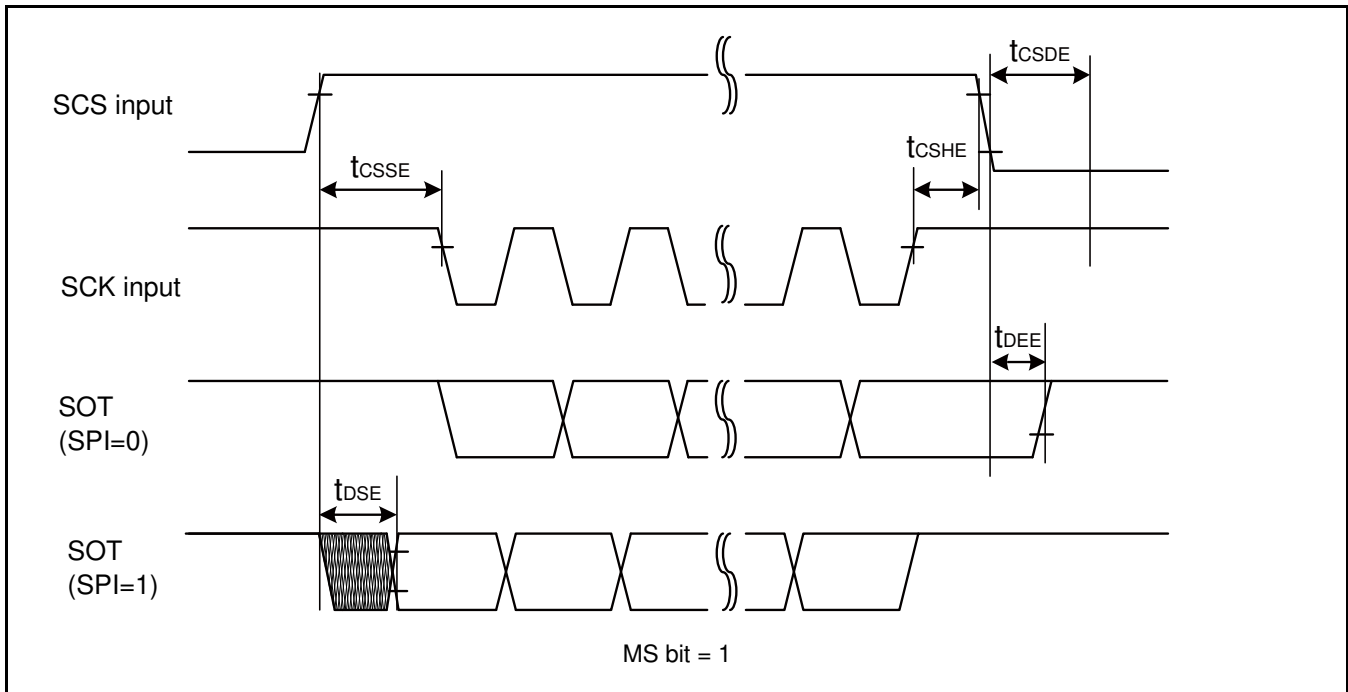 tCSDE
SCS input
tCSHE
tCSSE
SCK input
tDEE
SOT
(SPI=0)
tDSE
SOT
(SPI=1)
MS bit = 1